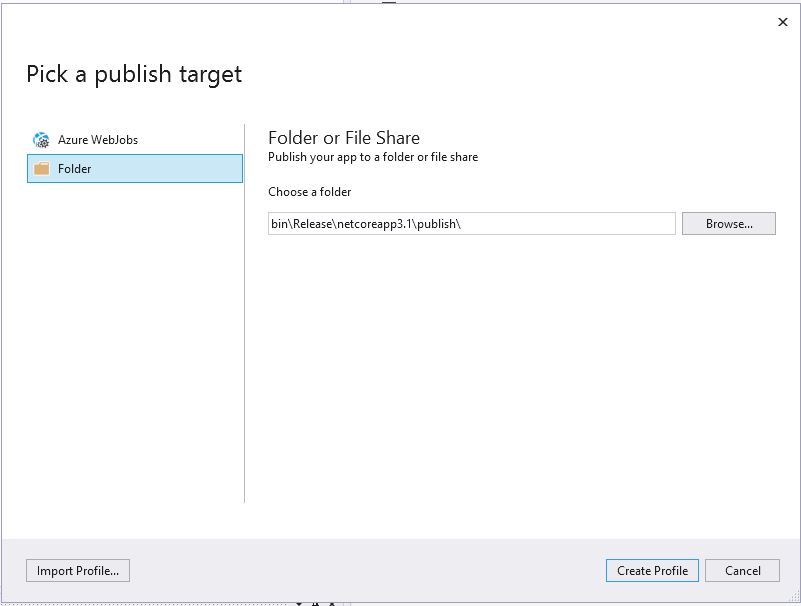 Pick a publish target
Azure WebJobs
Folder
Folder or File Share
Publish your app to a folder or file share
Choose a folder
bin\Release\netcoreapp3.1\publish\
Browse...
Import Profile...
Create Profile
Cancel